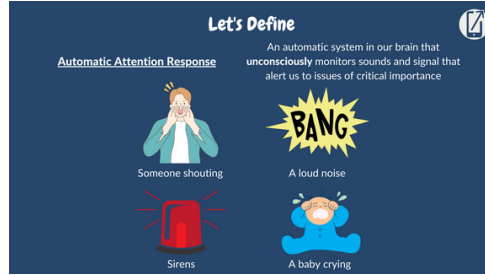 Let's Define
Automatic Attention Response
An automatic system in our brain that
unconsciously monitors sounds and signal that
alert us to issues of critical importance
BANG
Someone shouting
A loud noise
Sirens
A baby crying